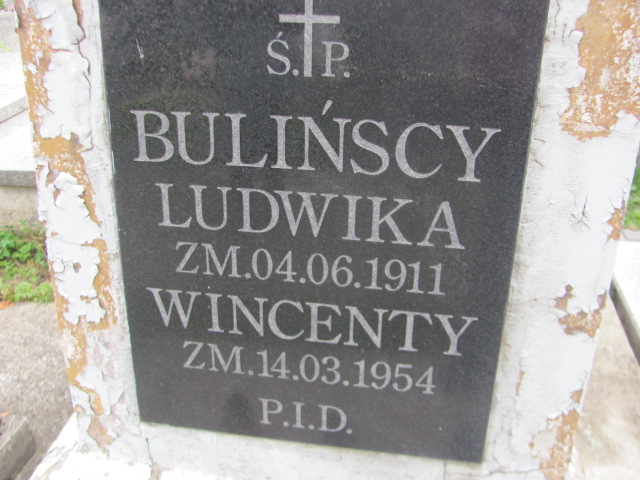 Ś.P.
BULIŃSCY
LUDWIKA
ZM.04.06.1911
WINCENTY
ZM.14.03.1954
P.I.D.